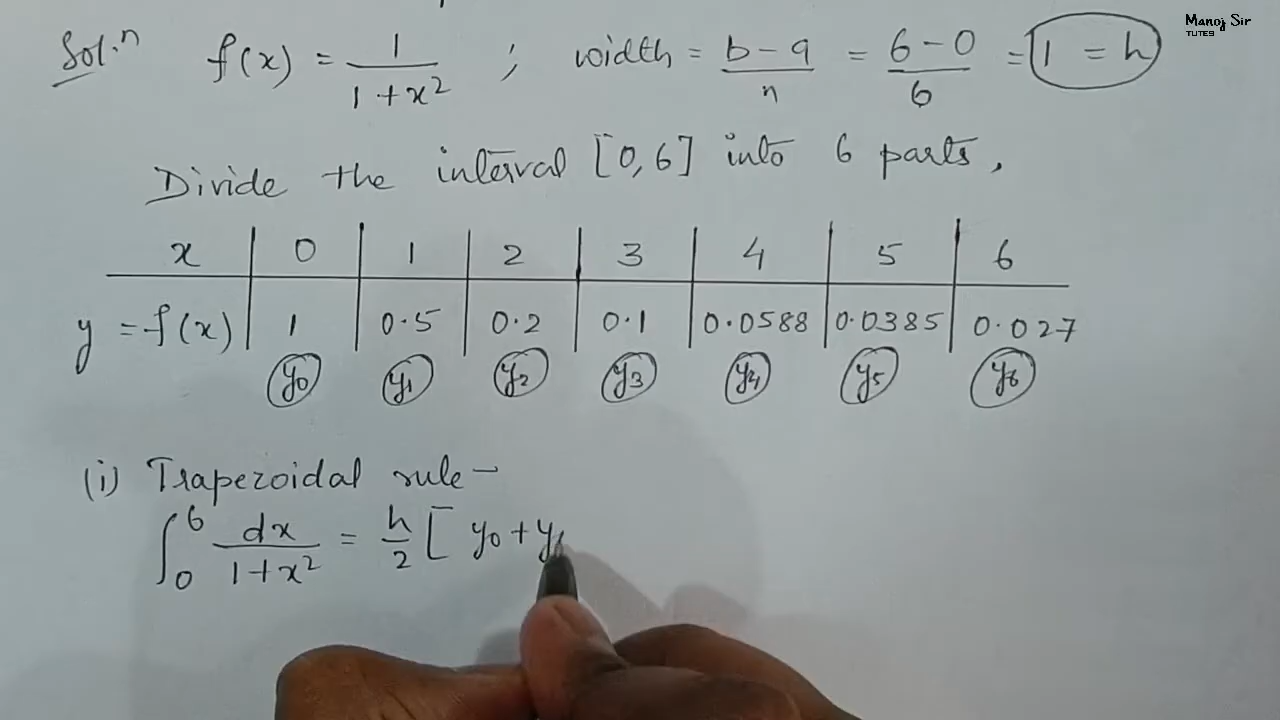 Manoj Sir
TUTES
Sol.n f(x) = 1/(1+x²) ; width = (b-a)/n = (6-0)/6 = 1 = h
Divide the interval [0,6] into 6 parts,
x | 0 | 1 | 2 | 3 | 4 | 5 | 6
y = f(x) | 1 | 0.5 | 0.2 | 0.1 | 0.0588 | 0.0385 | 0.027
y₀ y₁ y₂ y₃ y₄ y₅ y₆
(i) Trapezoidal rule -
∫₀⁶ dx/(1+x²) = h/2 [ y₀ + y